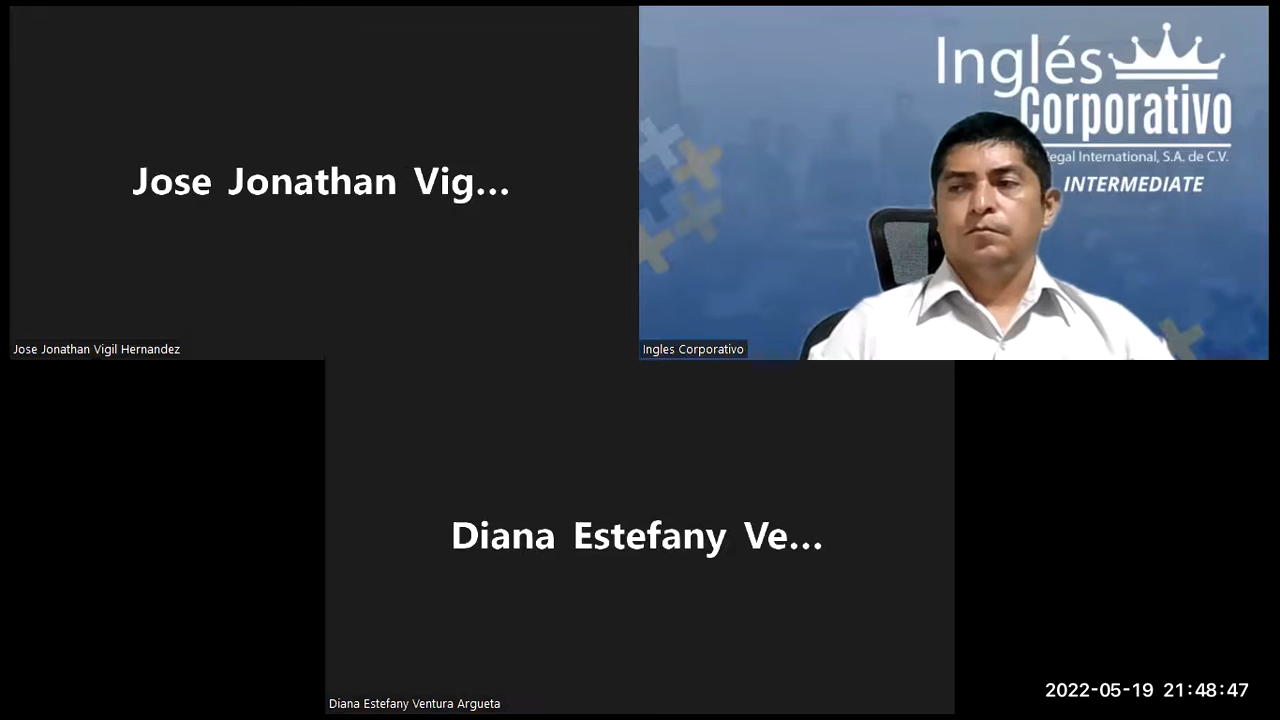 Jose Jonathan Vig...
Jose Jonathan Vigil Hernandez
Inglés
Corporativo
egal International, S.A. de C.V.
INTERMEDIATE
Ingles Corporativo
Diana Estefany Ve...
Diana Estefany Ventura Argueta
2022-05-19 21:48:47